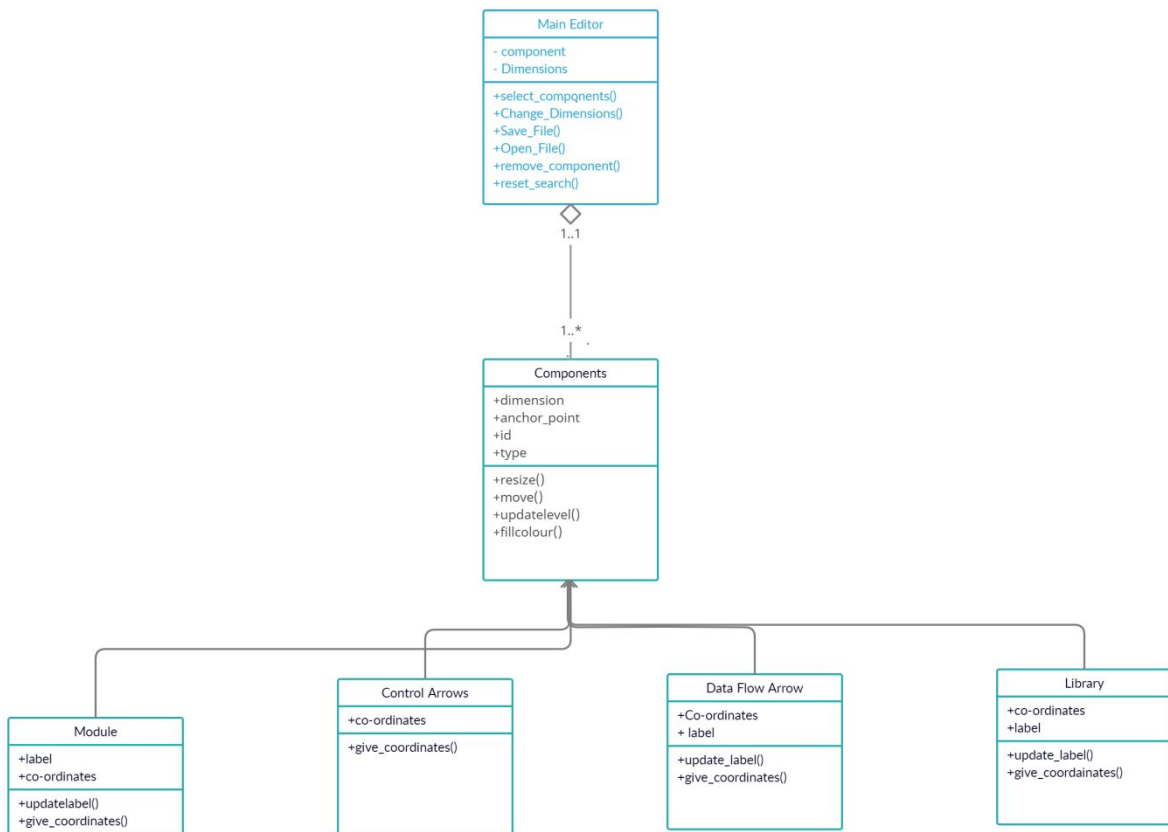 Main Editor
- component
- Dimensions
+select_components()
+Change_Dimensions()
+Save_File()
+Open_File()
+remove_component()
+reset_search()
1..1
1..*
Components
+dimension
+anchor_point
+id
+type
+resize()
+move()
+updatelevel()
+fillcolour()
Module
+label
+co-ordinates
+updatelabel()
+give_coordinates()
Control Arrows
+co-ordinates
+give_coordinates()
Data Flow Arrow
+Co-ordinates
+ label
+update_label()
+give_coordinates()
Library
+co-ordinates
+label
+update_label()
+give_coordainates()